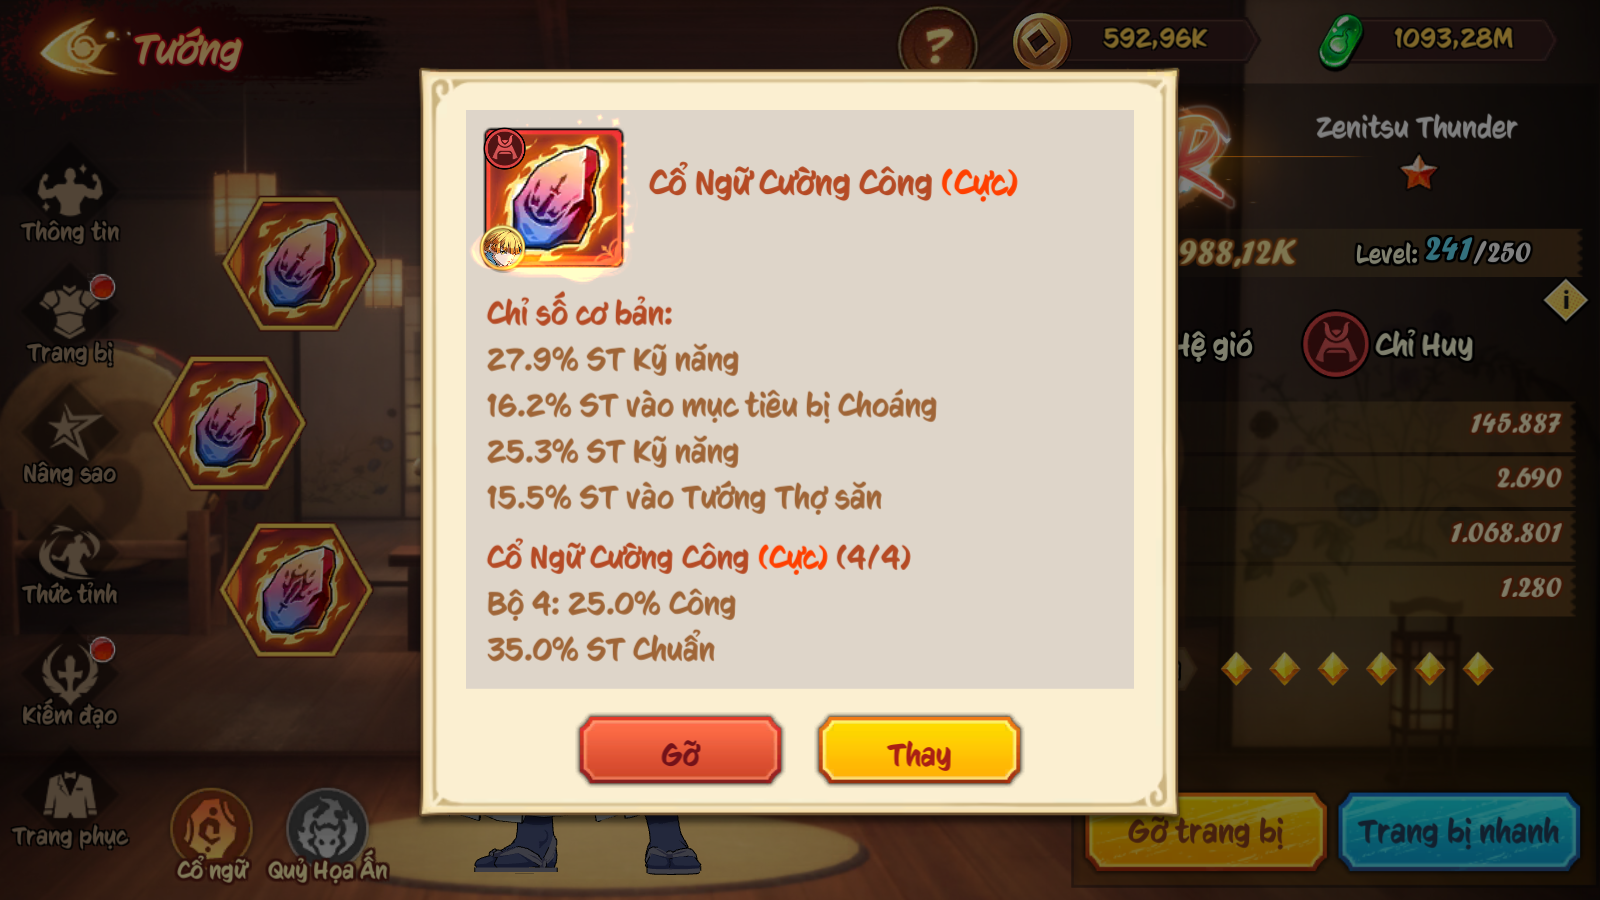 Tướng
?
592,96K
1093,28M
Zenitsu Thunder
988,12K
Level: 241/250
Hệ gió
Chỉ Huy
i
145.887
2.690
1.068.801
1.280
Thông tin
Trang bị
Nâng sao
Thức tỉnh
Kiếm đạo
Trang phục
Cổ ngữ
Quỷ Họa Ấn
Cổ Ngữ Cường Công (Cực)
Chỉ số cơ bản:
27.9% ST Kỹ năng
16.2% ST vào mục tiêu bị Choáng
25.3% ST Kỹ năng
15.5% ST vào Tướng Thợ săn
Cổ Ngữ Cường Công (Cực) (4/4)
Bộ 4: 25.0% Công
35.0% ST Chuẩn
Gỡ
Thay
Gỡ trang bị
Trang bị nhanh